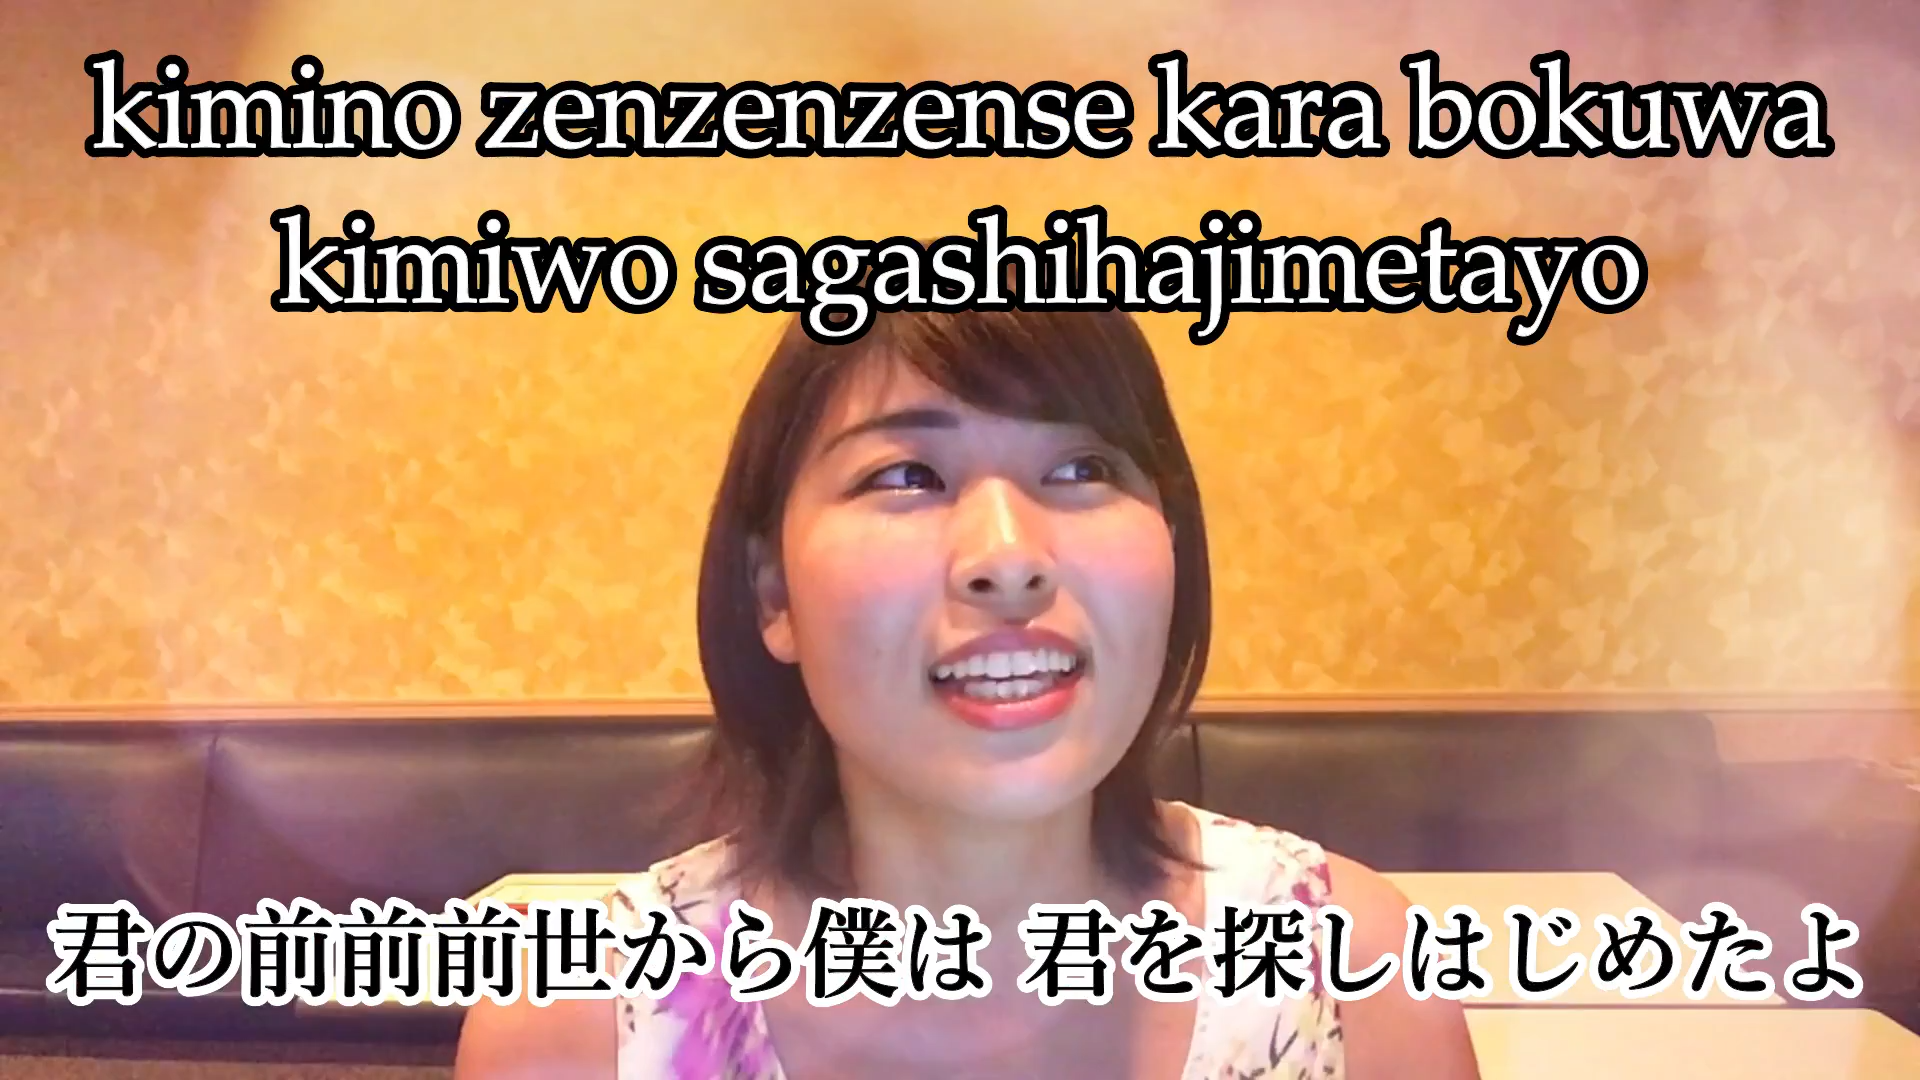 kimino zenzenzense kara bokuwa
kimiwo sagashihajimetayo
君の前前前世から僕は 君を探しはじめたよ